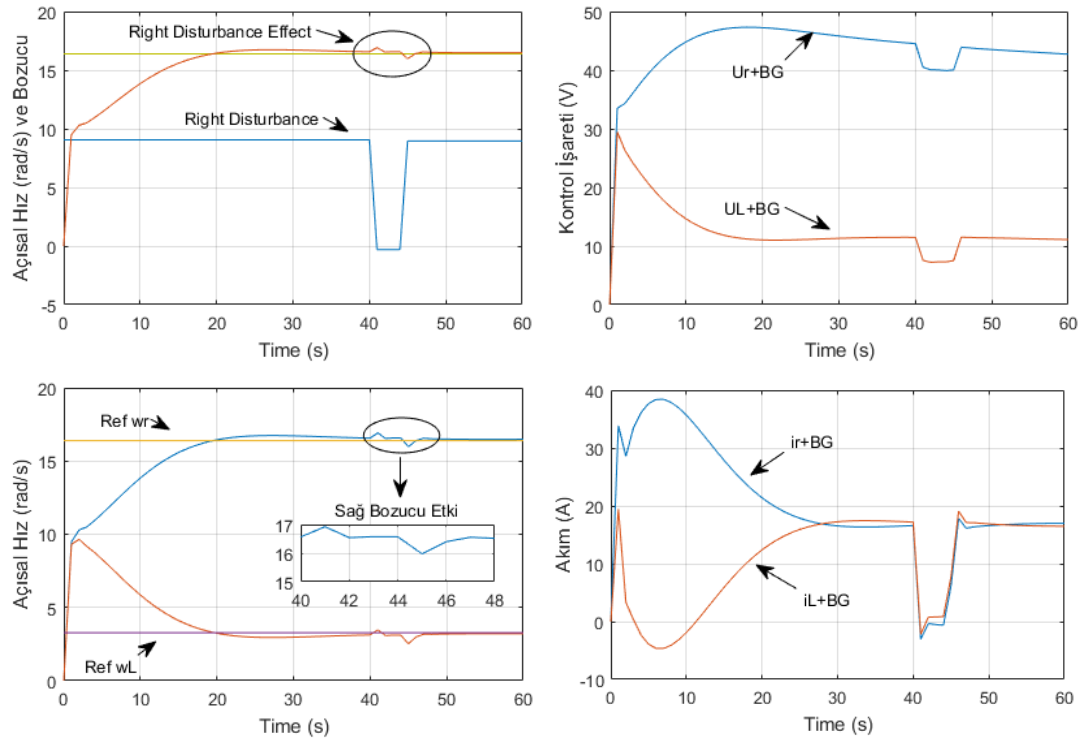 Açısal Hız (rad/s) ve Bozucu
20
15
10
5
0
-5
Right Disturbance Effect
Right Disturbance
0 10 20 30 40 50 60
Time (s)
Kontrol İşareti (V)
50
40
30
20
10
0
Ur+BG
UL+BG
0 10 20 30 40 50 60
Time (s)
Açısal Hız (rad/s)
20
15
10
5
0
Ref wr
Sağ Bozucu Etki
17
16
15
40 42 44 46 48
Ref wL
0 10 20 30 40 50 60
Time (s)
Akım (A)
40
30
20
10
0
-10
ir+BG
iL+BG
0 10 20 30 40 50 60
Time (s)